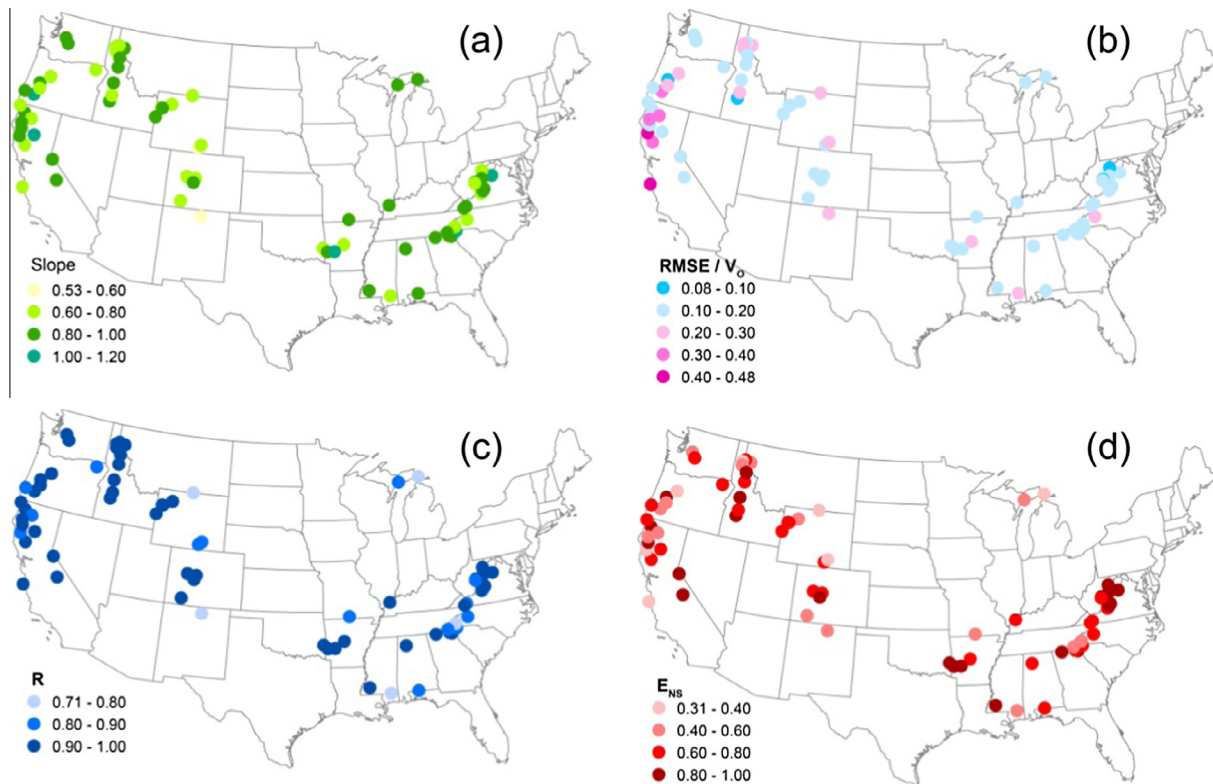 (a)
Slope
0.53 - 0.60
0.60 - 0.80
0.80 - 1.00
1.00 - 1.20
(b)
RMSE / Vo
0.08 - 0.10
0.10 - 0.20
0.20 - 0.30
0.30 - 0.40
0.40 - 0.48
(c)
R
0.71 - 0.80
0.80 - 0.90
0.90 - 1.00
(d)
ENS
0.31 - 0.40
0.40 - 0.60
0.60 - 0.80
0.80 - 1.00